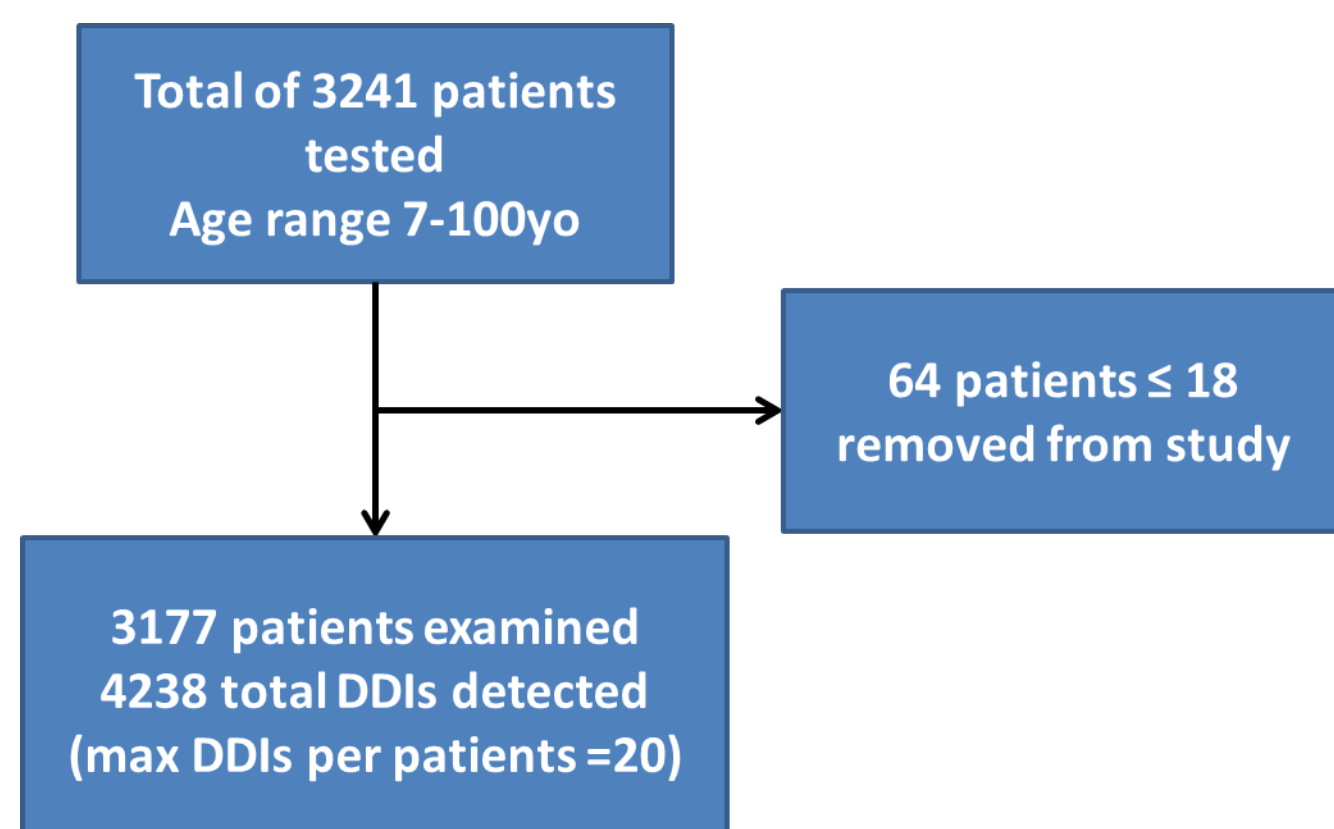 Total of 3241 patients
tested
Age range 7-100yo
64 patients ≤ 18
removed from study
3177 patients examined
4238 total DDIs detected
(max DDIs per patients =20)